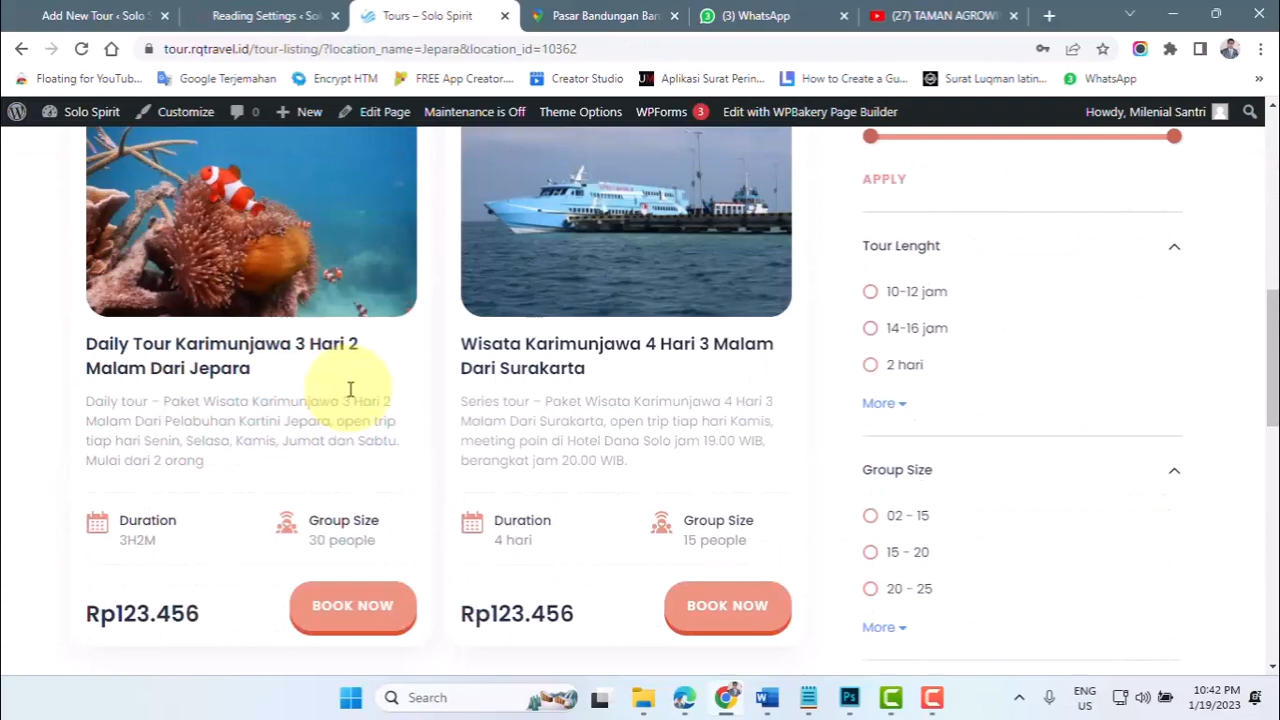 Add New Tour ‹ Solo S
Reading Settings ‹ Sol
Tours – Solo Spirit
Pasar Bandungan Ban
(3) WhatsApp
(27) TAMAN AGROWI
tour.rqtravel.id/tour-listing/?location_name=Jepara&location_id=10362
Floating for YouTub...
Google Terjemahan
Encrypt HTM
FREE App Creator....
Creator Studio
Aplikasi Surat Perin...
How to Create a Gu...
Surat Luqman latin...
WhatsApp
Solo Spirit
Customize
0
New
Edit Page
Maintenance is Off
Theme Options
WPForms 3
Edit with WPBakery Page Builder
Howdy, Milenial Santri
Daily Tour Karimunjawa 3 Hari 2
Malam Dari Jepara
Daily tour – Paket Wisata Karimunjawa 3 Hari 2
Malam Dari Pelabuhan Kartini Jepara, open trip
tiap hari Senin, Selasa, Kamis, Jumat dan Sabtu.
Mulai dari 2 orang
Duration
3H2M
Group Size
30 people
Rp123.456
BOOK NOW
Wisata Karimunjawa 4 Hari 3 Malam
Dari Surakarta
Series tour – Paket Wisata Karimunjawa 4 Hari 3
Malam Dari Surakarta, open trip tiap hari Kamis,
meeting poin di Hotel Dana Solo jam 19.00 WIB,
berangkat jam 20.00 WIB.
Duration
4 hari
Group Size
15 people
Rp123.456
BOOK NOW
APPLY
Tour Lenght
10-12 jam
14-16 jam
2 hari
More
Group Size
02 - 15
15 - 20
20 - 25
More
Search
ENG
US
10:42 PM
1/19/2023